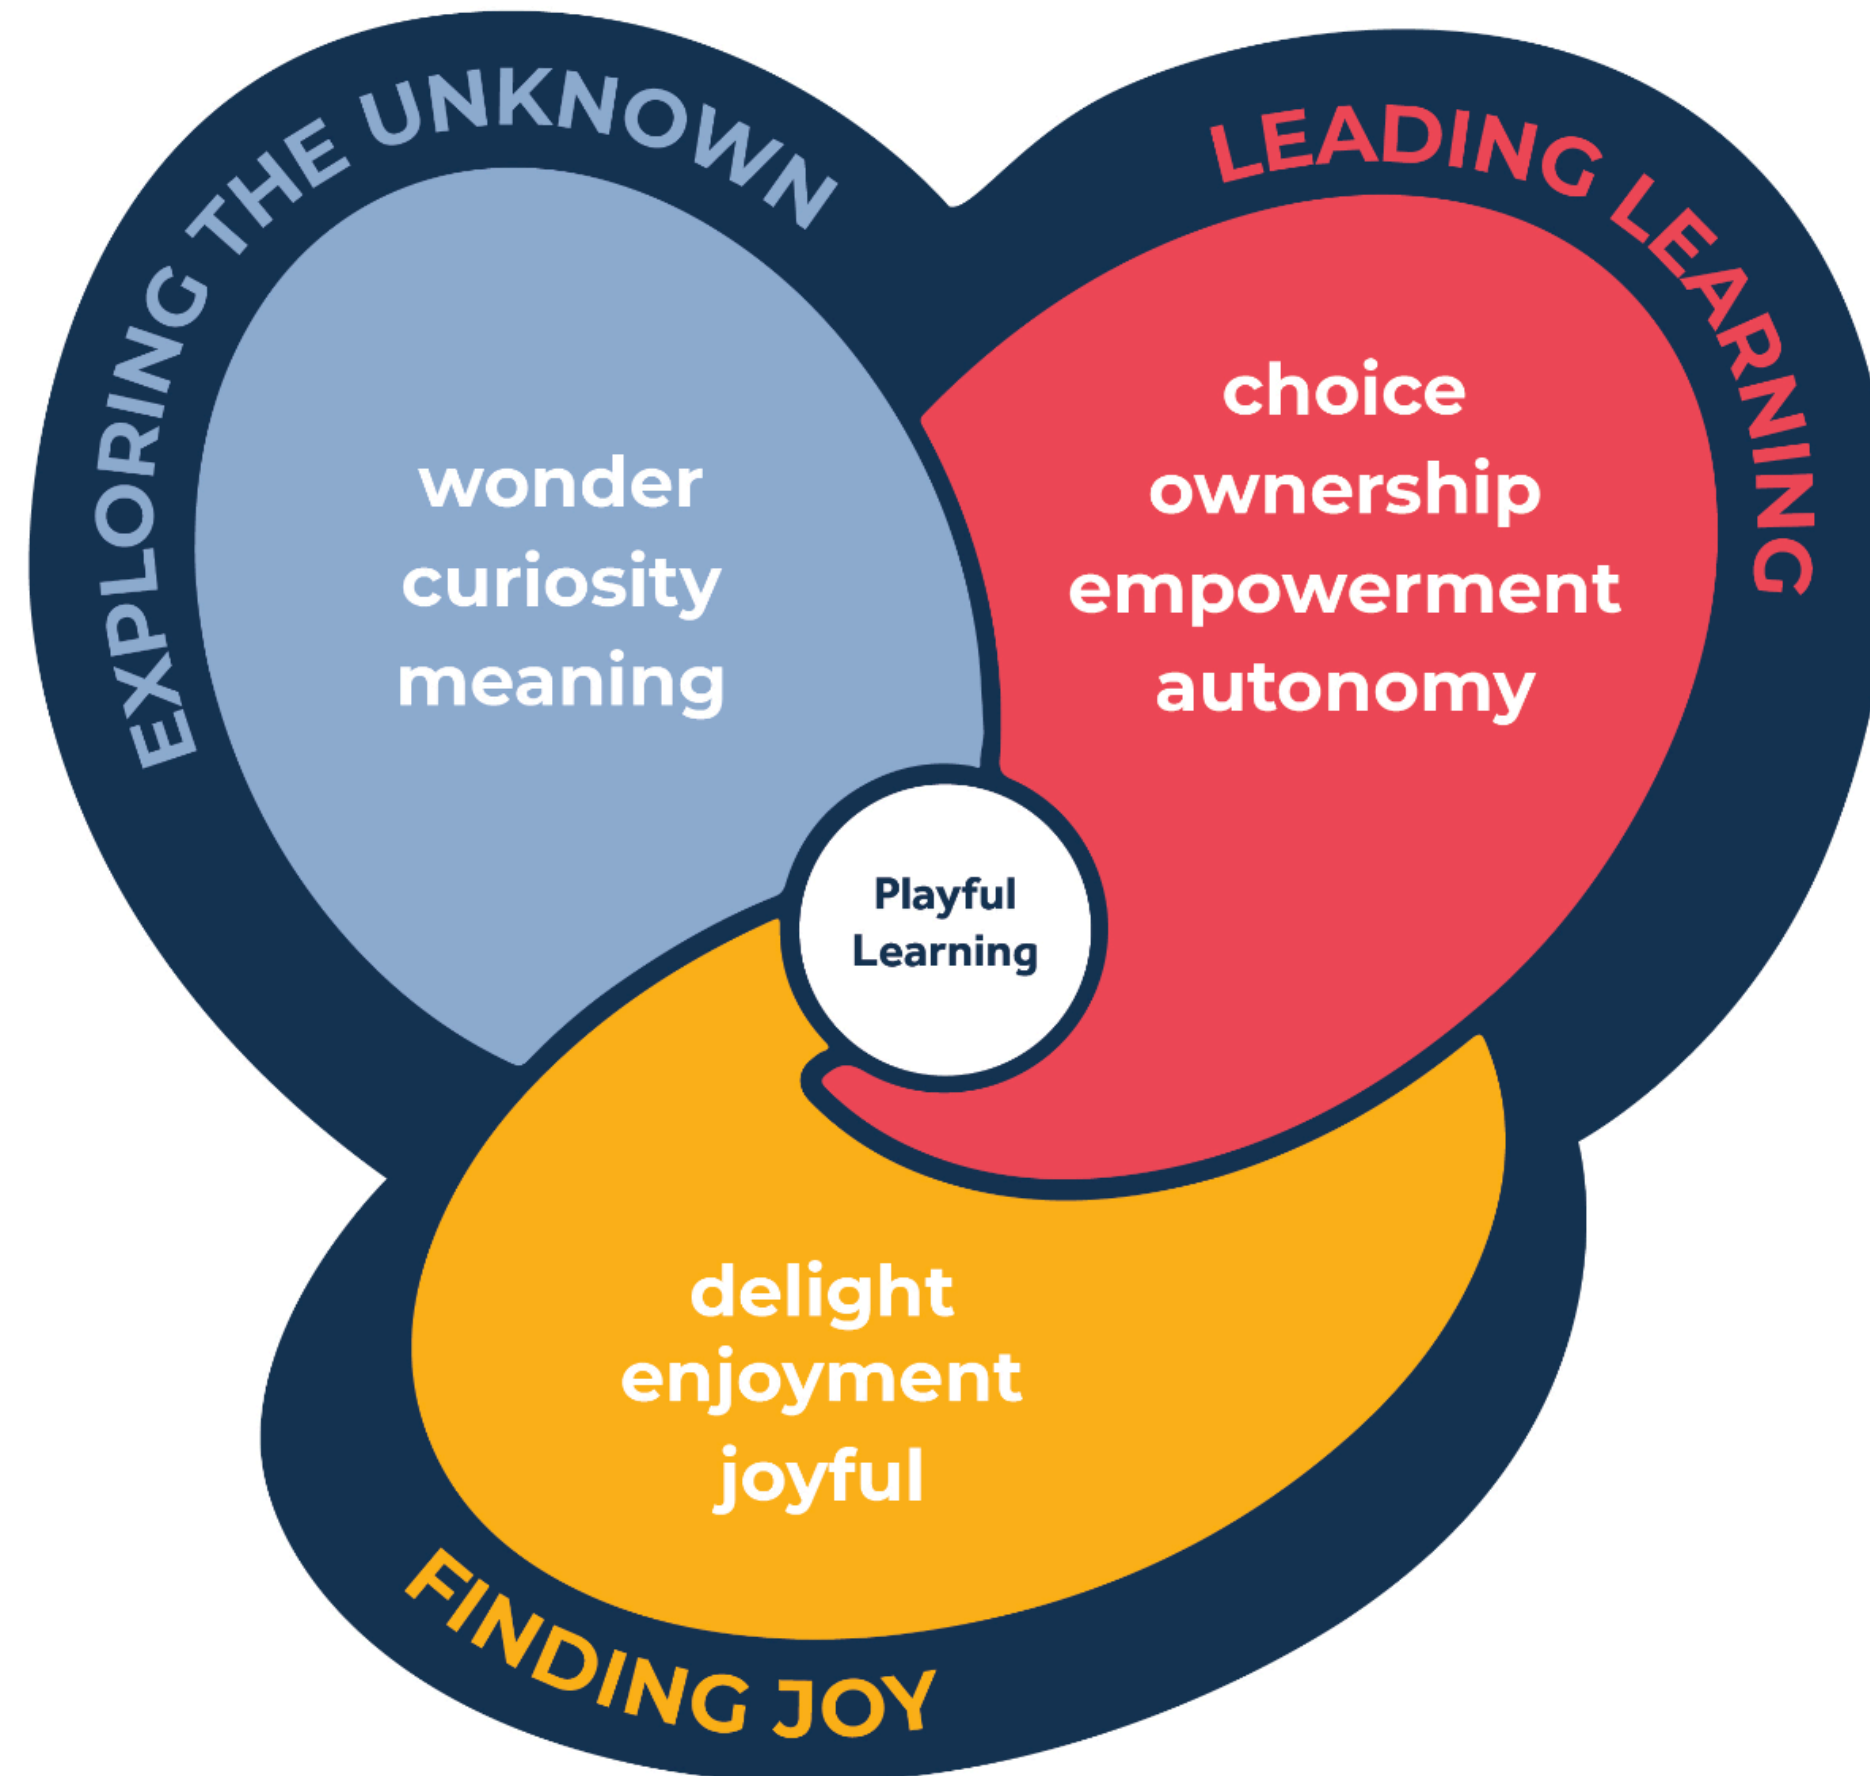 EXPLORING THE UNKNOWN
wonder
curiosity
meaning
LEADING LEARNING
choice
ownership
empowerment
autonomy
Playful
Learning
delight
enjoyment
joyful
FINDING JOY